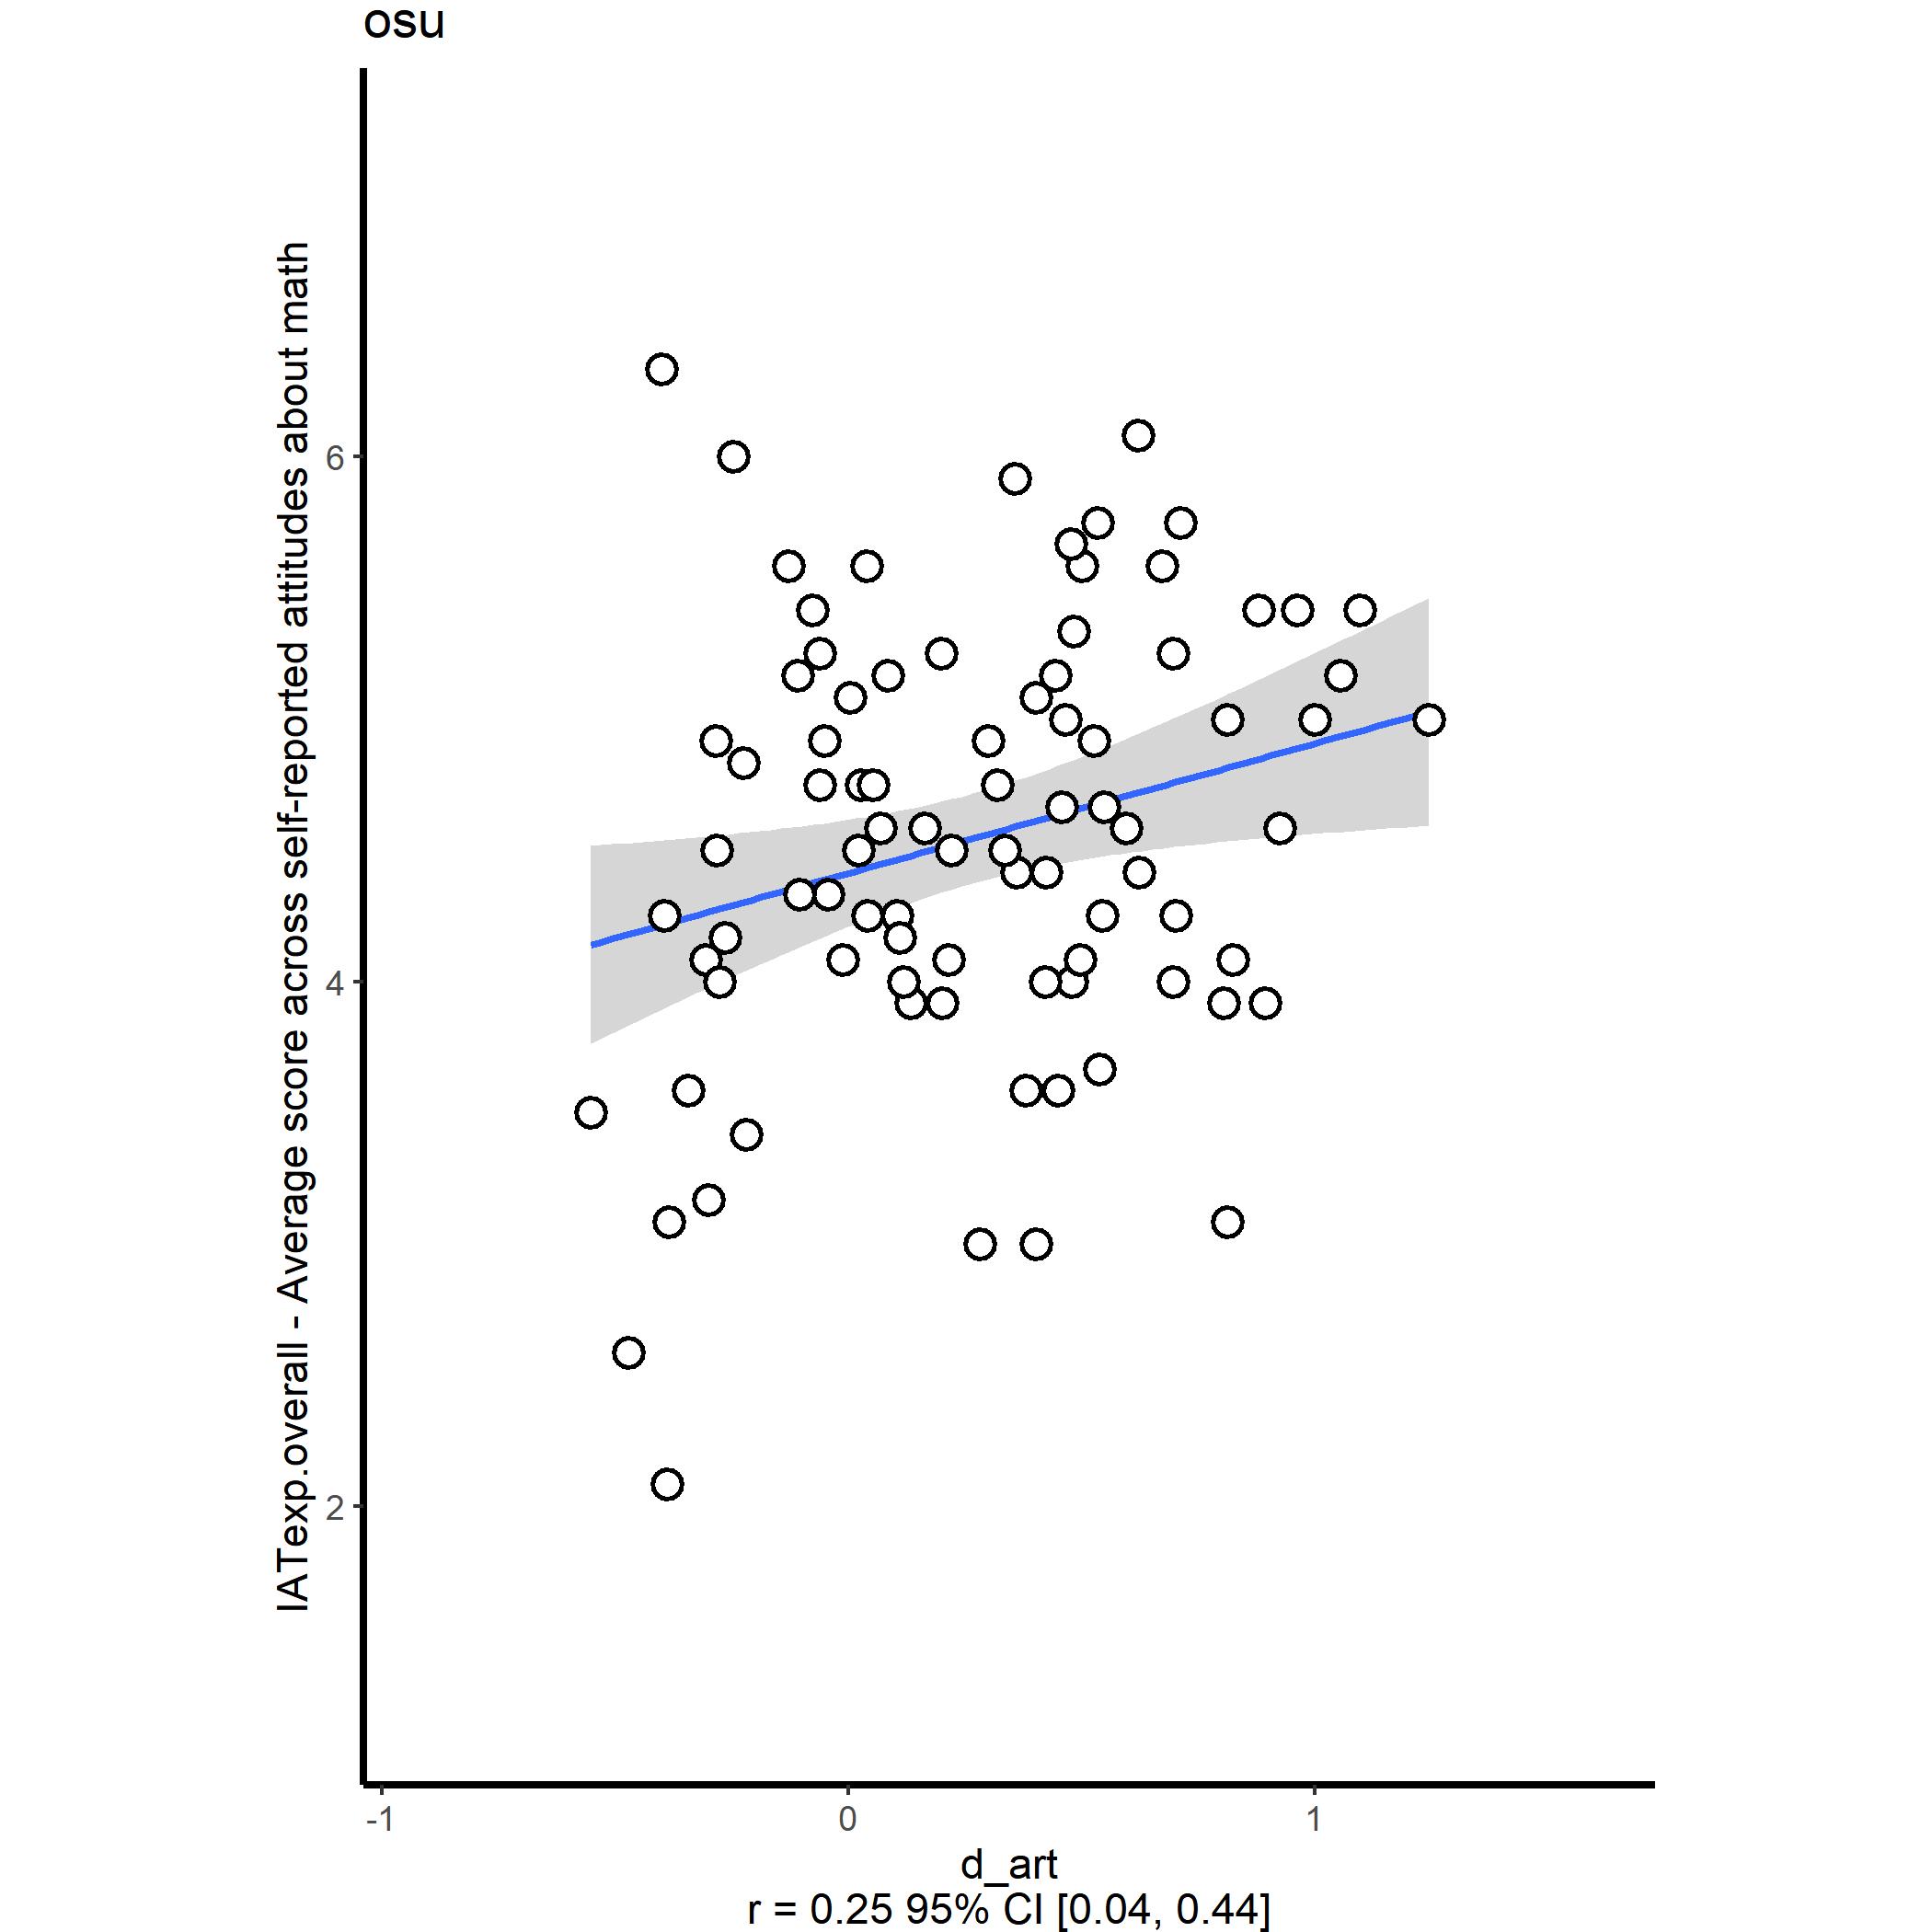 osu
IATexp.overall - Average score across self-reported attitudes about math
6
4
2
-1
0
1
d_art
r = 0.25 95% CI [0.04, 0.44]